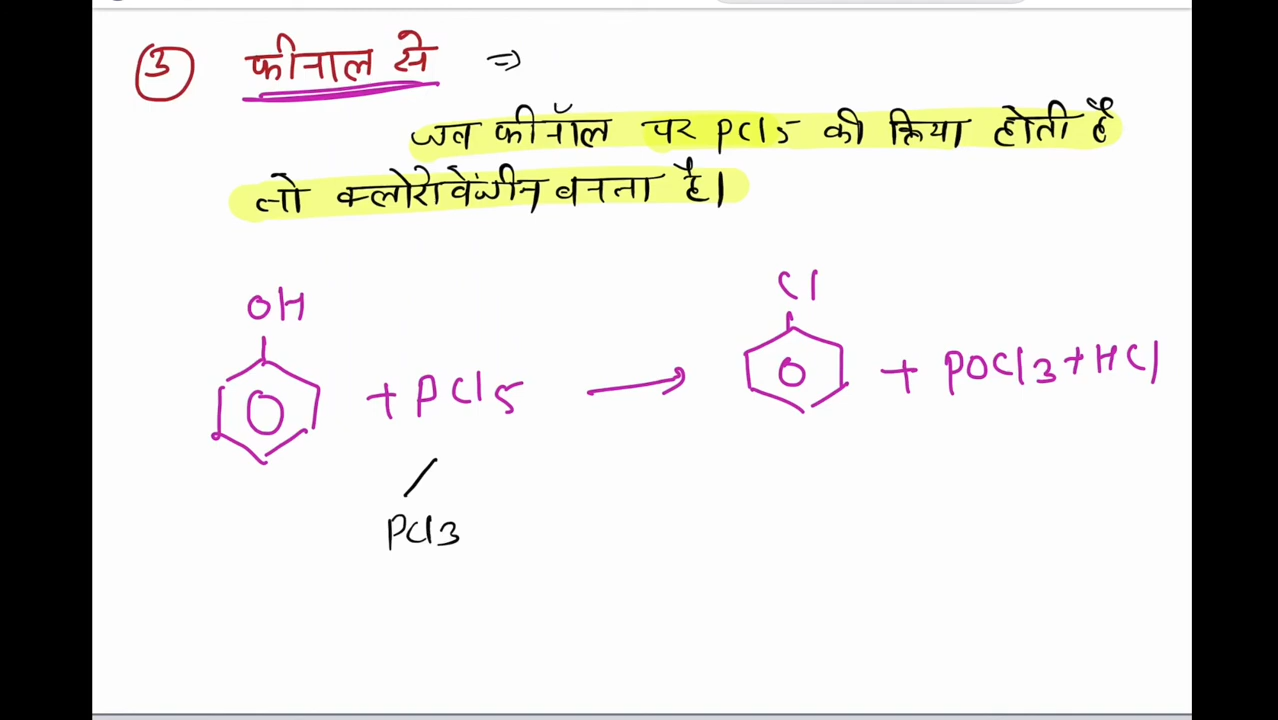 3 फीनाल से ⇒
जब फीनॉल पर PCl5 की क्रिया होती है
तो क्लोरोबेंजीन बनता है।
OH
Cl
+ PCl5 ⟶ + POCl3 + HCl
/
PCl3